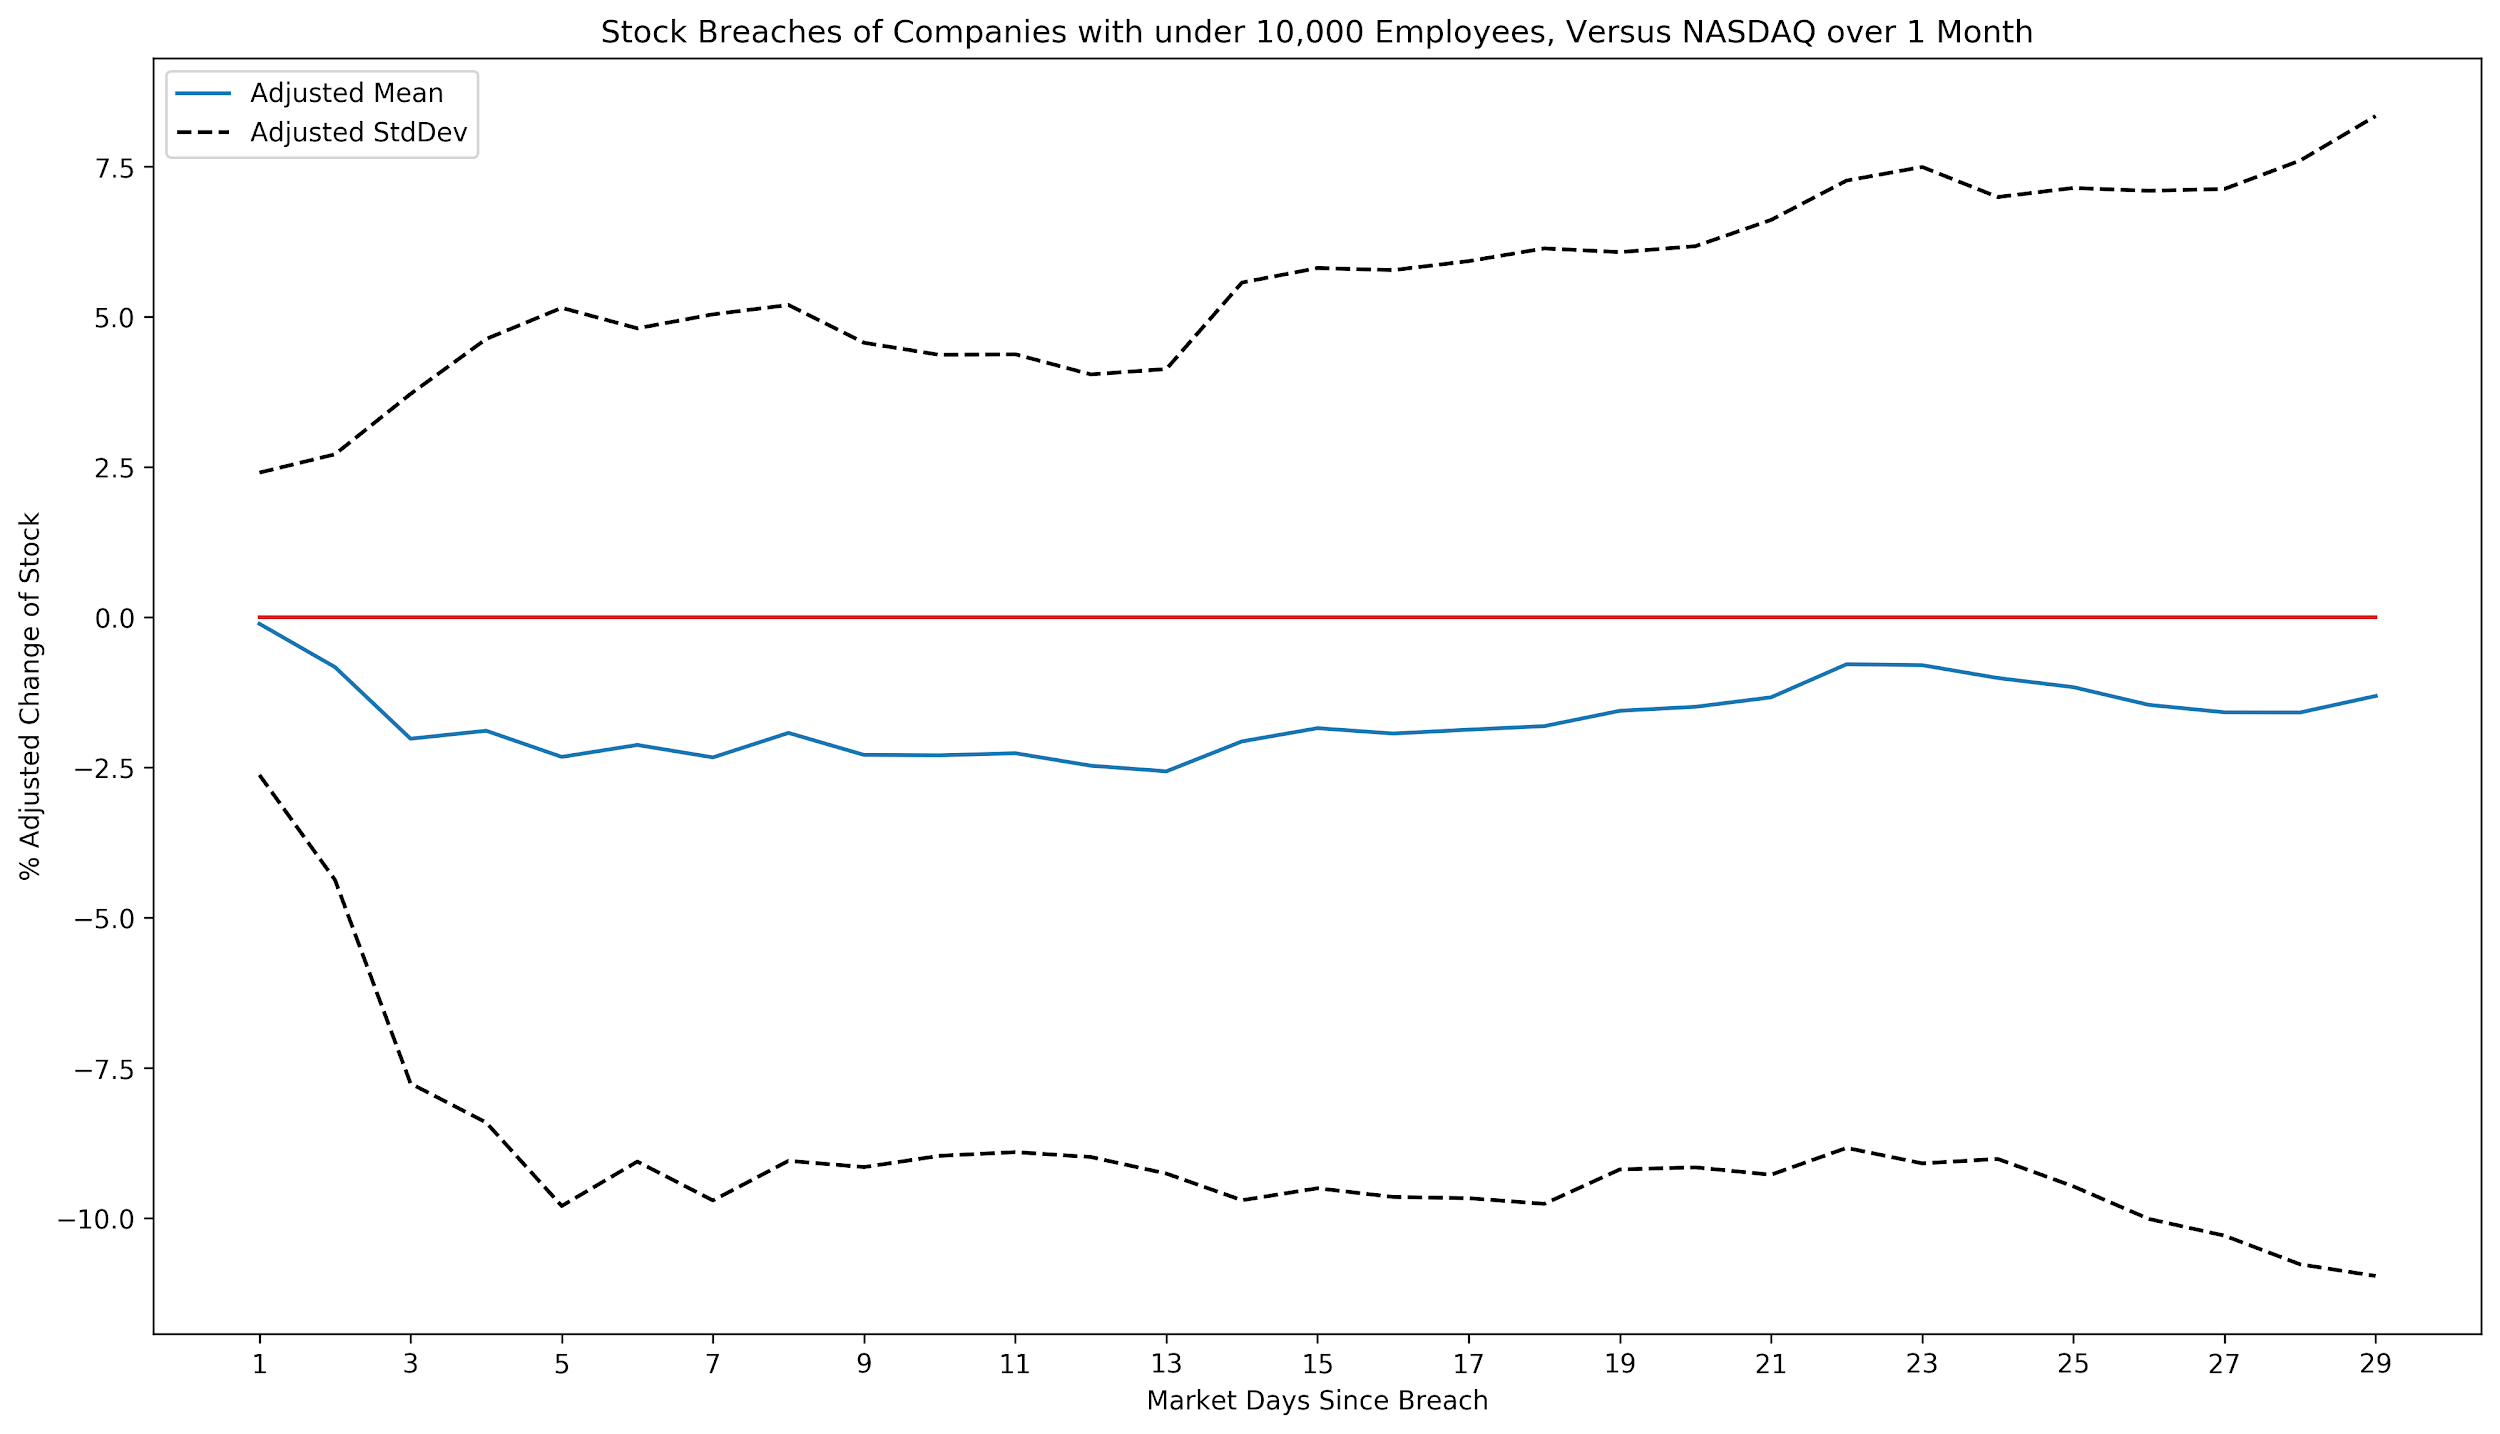 Stock Breaches of Companies with under 10,000 Employees, Versus NASDAQ over 1 Month
Adjusted Mean
Adjusted StdDev
% Adjusted Change of Stock
7.5
5.0
2.5
0.0
−2.5
−5.0
−7.5
−10.0
1 3 5 7 9 11 13 15 17 19 21 23 25 27 29
Market Days Since Breach